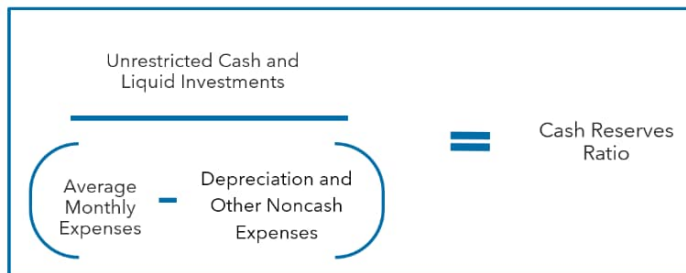 Unrestricted Cash and
Liquid Investments
Average
Monthly
Expenses
-
Depreciation and
Other Noncash
Expenses
=
Cash Reserves
Ratio